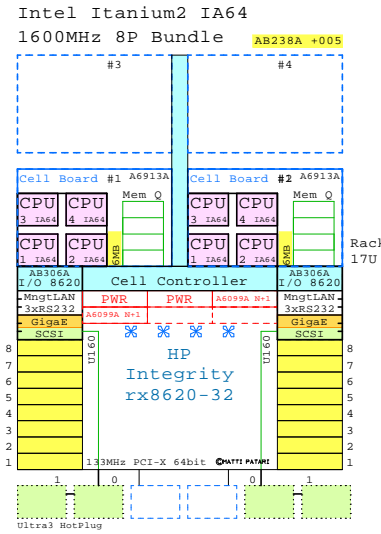 Intel Itanium2 IA64
1600MHz 8P Bundle AB238A +005
#3 #4
Cell Board #1 A6913A Cell Board #2 A6913A
CPU CPU Mem Q CPU CPU Mem Q
3 IA64 4 IA64 3 IA64 4 IA64
CPU CPU 6MB CPU CPU 6MB
1 IA64 2 IA64 1 IA64 2 IA64
Rack
17U
AB306A AB306A
I/O 8620 Cell Controller I/O 8620
MngtLAN PWR PWR A6099A N+1 MngtLAN
3xRS232 A6099A N+1 3xRS232
GigaE GigaE
SCSI SCSI
U160 U160
HP
Integrity
rx8620-32
8 8
7 7
6 6
5 5
4 4
3 3
2 2
1 133MHz PCI-X 64bit ©MATTI PATARI 1
1 0 0 1
Ultra3 HotPlug